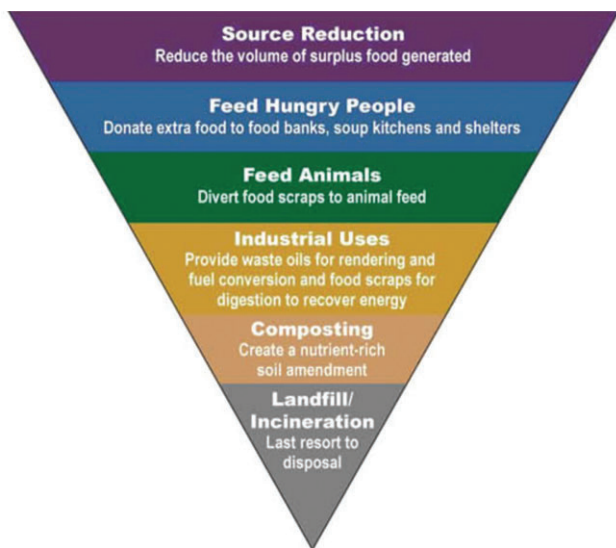 Source Reduction
Reduce the volume of surplus food generated
Feed Hungry People
Donate extra food to food banks, soup kitchens and shelters
Feed Animals
Divert food scraps to animal feed
Industrial Uses
Provide waste oils for rendering and
fuel conversion and food scraps for
digestion to recover energy
Composting
Create a nutrient-rich
soil amendment
Landfill/
Incineration
Last resort to
disposal